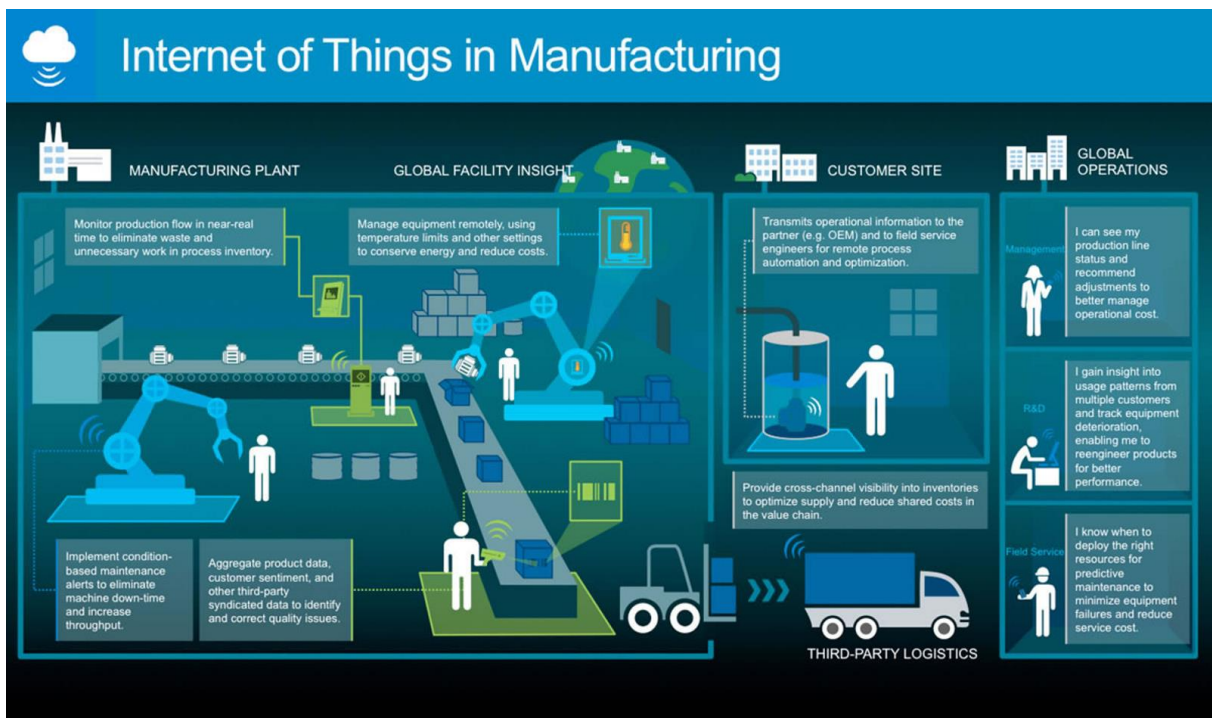 Internet of Things in Manufacturing
MANUFACTURING PLANT
GLOBAL FACILITY INSIGHT
Monitor production flow in near-real
time to eliminate waste and
unnecessary work in process inventory.
Manage equipment remotely, using
temperature limits and other settings
to conserve energy and reduce costs.
Implement condition-
based maintenance
alerts to eliminate
machine down-time
and increase
throughput.
Aggregate product data,
customer sentiment, and
other third-party
syndicated data to identify
and correct quality issues.
CUSTOMER SITE
Transmits operational information to the
partner (e.g. OEM) and to field service
engineers for remote process
automation and optimization.
Provide cross-channel visibility into inventories
to optimize supply and reduce shared costs in
the value chain.
THIRD-PARTY LOGISTICS
GLOBAL
OPERATIONS
Management
I can see my
production line
status and
recommend
adjustments to
better manage
operational cost.
R&D
I gain insight into
usage patterns from
multiple customers
and track equipment
deterioration,
enabling me to
reengineer products
for better
performance.
Field Service
I know when to
deploy the right
resources for
predictive
maintenance to
minimize equipment
failures and reduce
service cost.